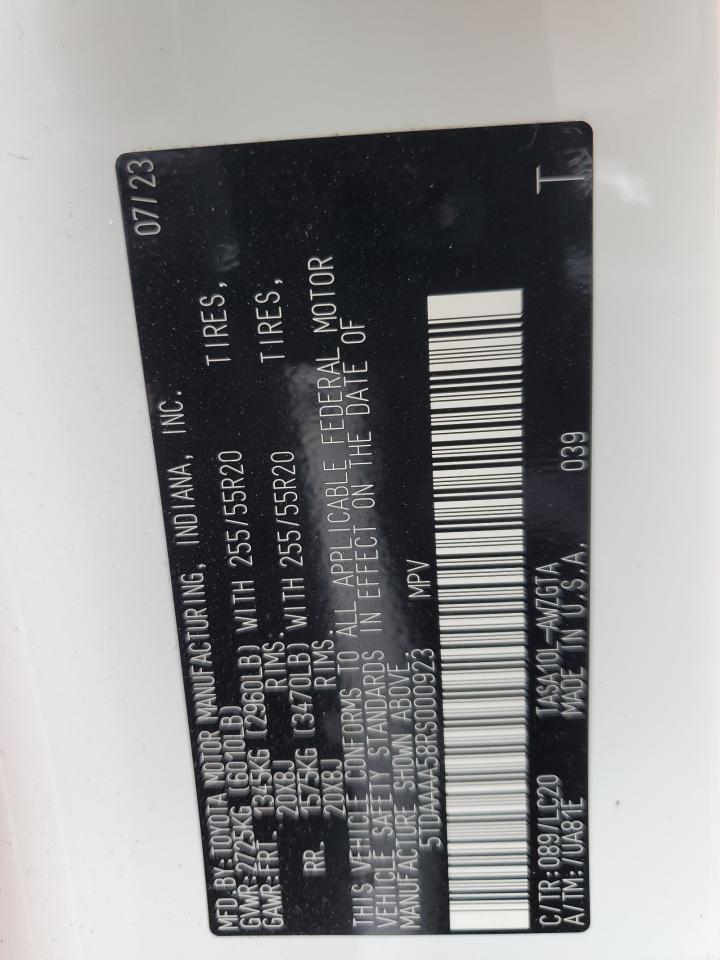 MFD BY: TOYOTA MOTOR MANUFACTURING, INDIANA, INC. 07/23
GVWR: 2725KG (6010LB)
GAWR: FRT. 1345KG (2960LB) WITH 255/55R20 TIRES,
20X8J RIMS.
RR. 1575KG (3470LB) WITH 255/55R20 TIRES,
20X8J RIMS.
THIS VEHICLE CONFORMS TO ALL APPLICABLE FEDERAL MOTOR
VEHICLE SAFETY STANDARDS IN EFFECT ON THE DATE OF
MANUFACTURE SHOWN ABOVE.
5TDAAAA58RS000923 MPV
C/TR: 089/LC20 TASA10L-AWZGTA 039 T
A/TM: /UA81E MADE IN U.S.A.